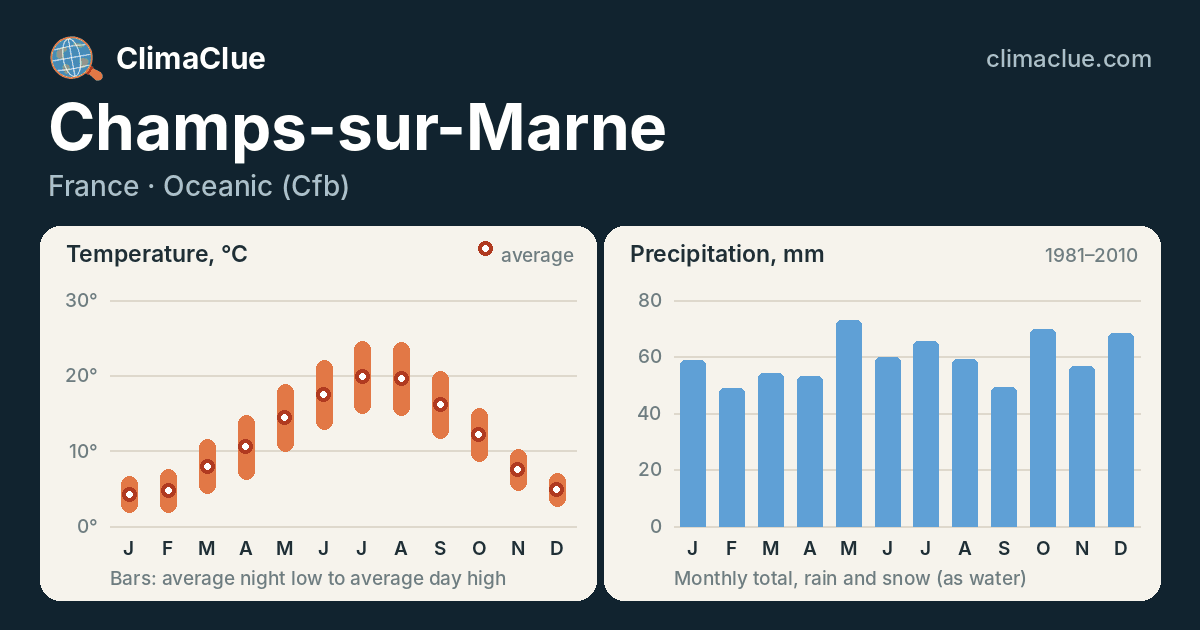 ClimaClue
climaclue.com
Champs-sur-Marne
France · Oceanic (Cfb)
Temperature, °C
average
30°
20°
10°
0°
J F M A M J J A S O N D
Bars: average night low to average day high
Precipitation, mm
1981–2010
80
60
40
20
0
J F M A M J J A S O N D
Monthly total, rain and snow (as water)